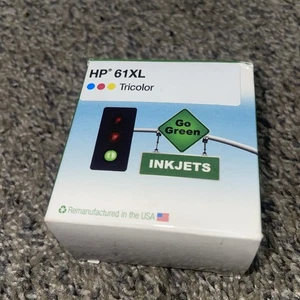 HP® 61XL
Tricolor
Go
Green
INKJETS
Remanufactured in the USA